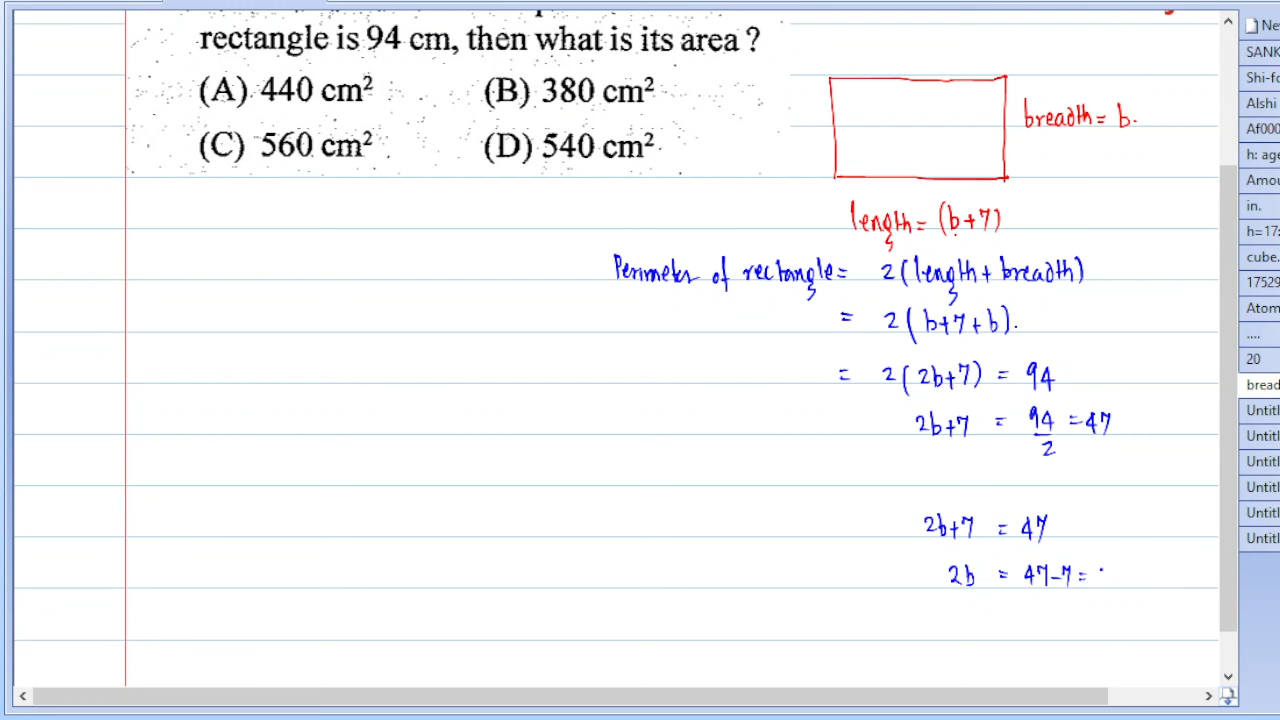 rectangle is 94 cm, then what is its area ?
(A) 440 cm² (B) 380 cm²
(C) 560 cm² (D) 540 cm²
breadth = b.
length = (b+7)
Perimeter of rectangle = 2(length + breadth)
= 2(b+7+b).
= 2(2b+7) = 94
2b+7 = 94/2 = 47
2b+7 = 47
2b = 47-7 =
Ne
SANK
Shi-fo
Alshi
Af000
h: age
Amou
in.
h=17:
cube.
17529
Atom
....
20
bread
Untitl
Untitl
Untitl
Untitl
Untitl
Untitl